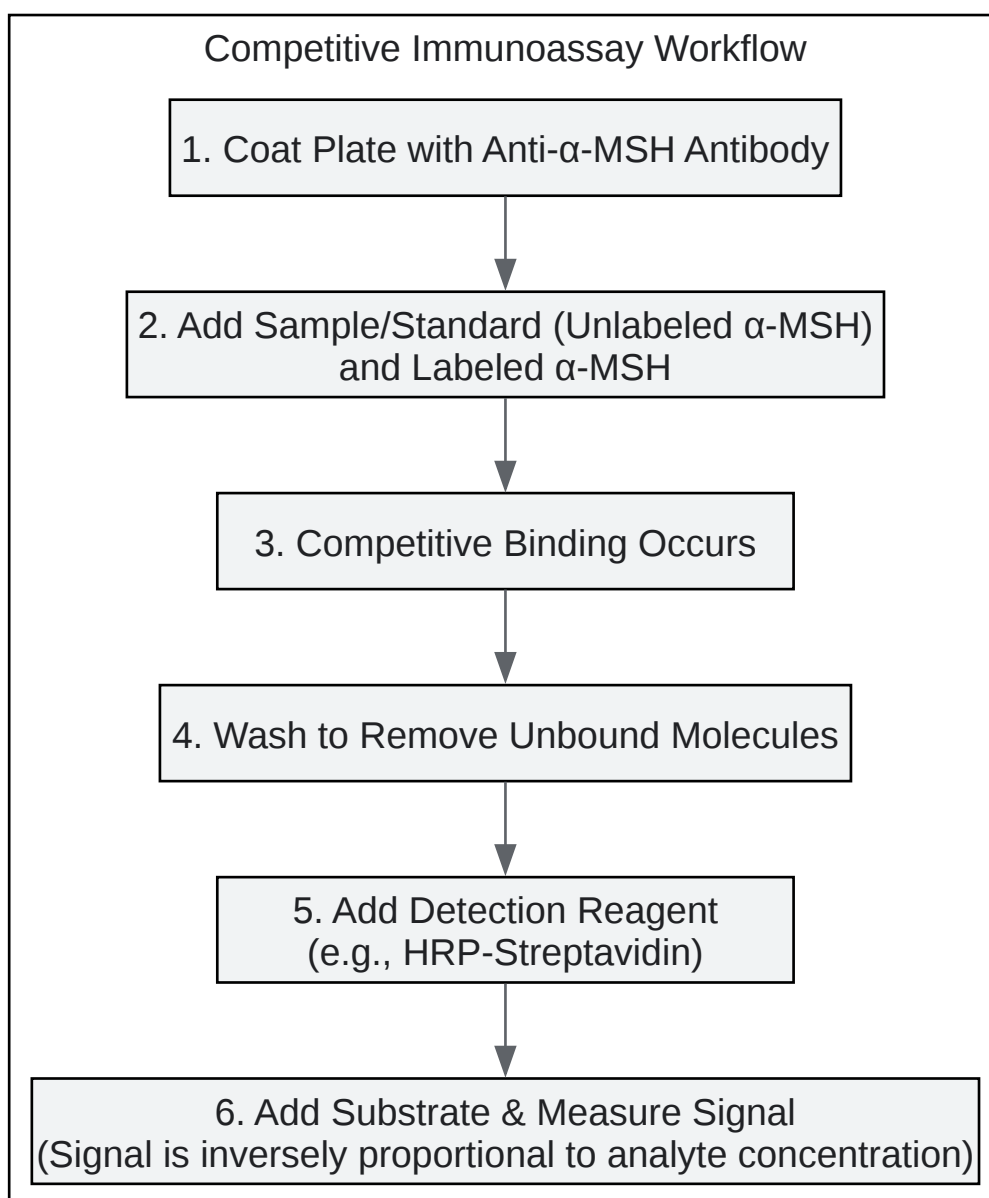 Competitive Immunoassay Workflow
1. Coat Plate with Anti-α-MSH Antibody
2. Add Sample/Standard (Unlabeled α-MSH)
and Labeled α-MSH
3. Competitive Binding Occurs
4. Wash to Remove Unbound Molecules
5. Add Detection Reagent
(e.g., HRP-Streptavidin)
6. Add Substrate & Measure Signal
(Signal is inversely proportional to analyte concentration)